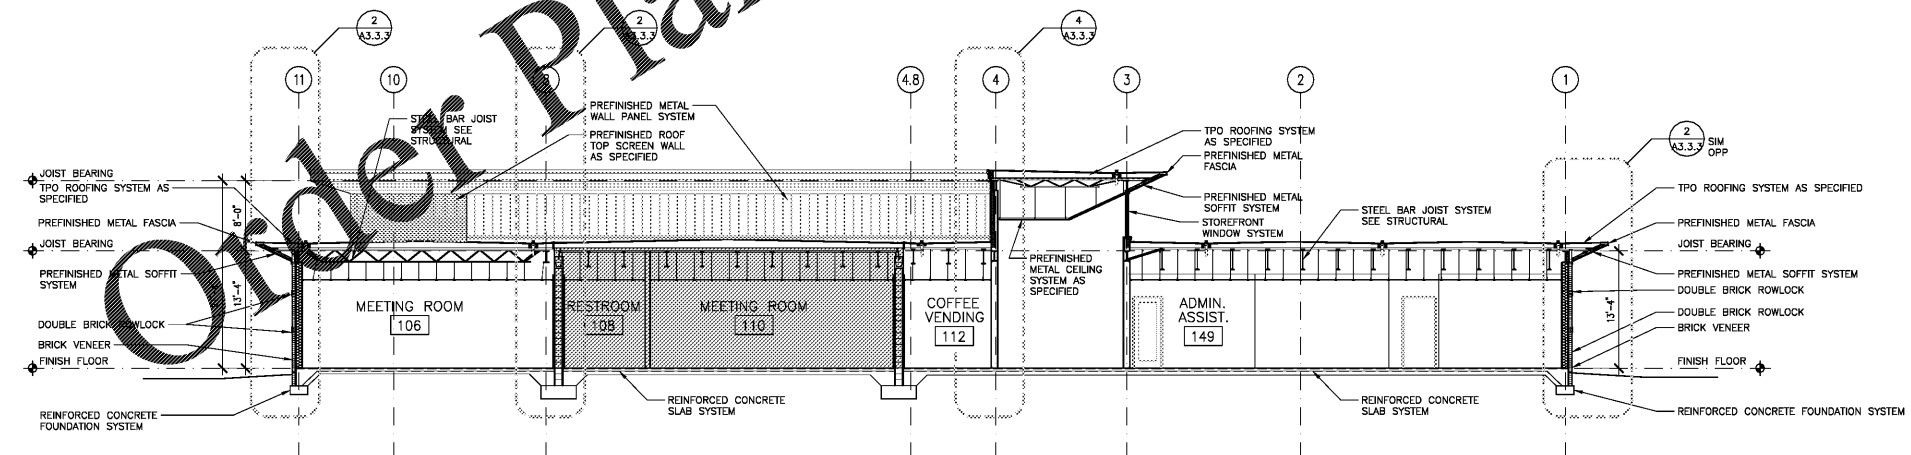 2
A3.3.3
2
A3.3.3
4
A3.3.3
11
10
8
4.8
4
3
2
1
2
A3.3.3
SIM
OPP
Order Pla
STEEL BAR JOIST
SYSTEM SEE
STRUCTURAL
PREFINISHED METAL
WALL PANEL SYSTEM
PREFINISHED ROOF
TOP SCREEN WALL
AS SPECIFIED
TPO ROOFING SYSTEM
AS SPECIFIED
PREFINISHED METAL
FASCIA
PREFINISHED METAL
SOFFIT SYSTEM
STOREFRONT
WINDOW SYSTEM
PREFINISHED
METAL CEILING
SYSTEM AS
SPECIFIED
STEEL BAR JOIST SYSTEM
SEE STRUCTURAL
JOIST BEARING
TPO ROOFING SYSTEM AS
SPECIFIED
PREFINISHED METAL FASCIA
JOIST BEARING
PREFINISHED METAL SOFFIT
SYSTEM
DOUBLE BRICK ROWLOCK
BRICK VENEER
FINISH FLOOR
REINFORCED CONCRETE
FOUNDATION SYSTEM
8'-0"
13'-4"
MEETING ROOM
106
RESTROOM
108
MEETING ROOM
110
COFFEE
VENDING
112
ADMIN.
ASSIST.
149
REINFORCED CONCRETE
SLAB SYSTEM
REINFORCED CONCRETE
SLAB SYSTEM
13'-4"
TPO ROOFING SYSTEM AS SPECIFIED
PREFINISHED METAL FASCIA
JOIST BEARING
PREFINISHED METAL SOFFIT SYSTEM
DOUBLE BRICK ROWLOCK
DOUBLE BRICK ROWLOCK
BRICK VENEER
FINISH FLOOR
REINFORCED CONCRETE FOUNDATION SYSTEM